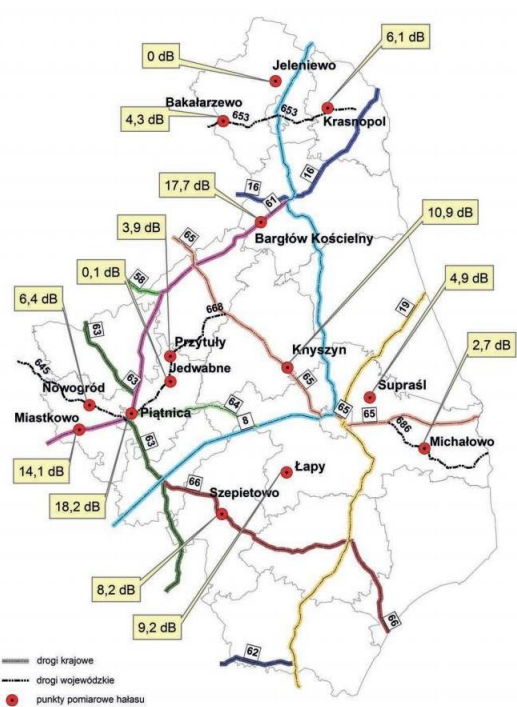 6,1 dB
0 dB
Jeleniewo
Bakałarzewo
653
653
Krasnopol
4,3 dB
16
16
17,7 dB
61
10,9 dB
3,9 dB
65
Bargłów Kościelny
0,1 dB
58
4,9 dB
6,4 dB
668
19
63
Przytuły
Knyszyn
2,7 dB
645
63
Jedwabne
65
Supraśl
Nowogród
64
65
65
686
Miastkowo
Piątnica
8
Michałowo
63
14,1 dB
66
Łapy
Szepietowo
18,2 dB
8,2 dB
9,2 dB
66
62
drogi krajowe
drogi wojewódzkie
punkty pomiarowe hałasu